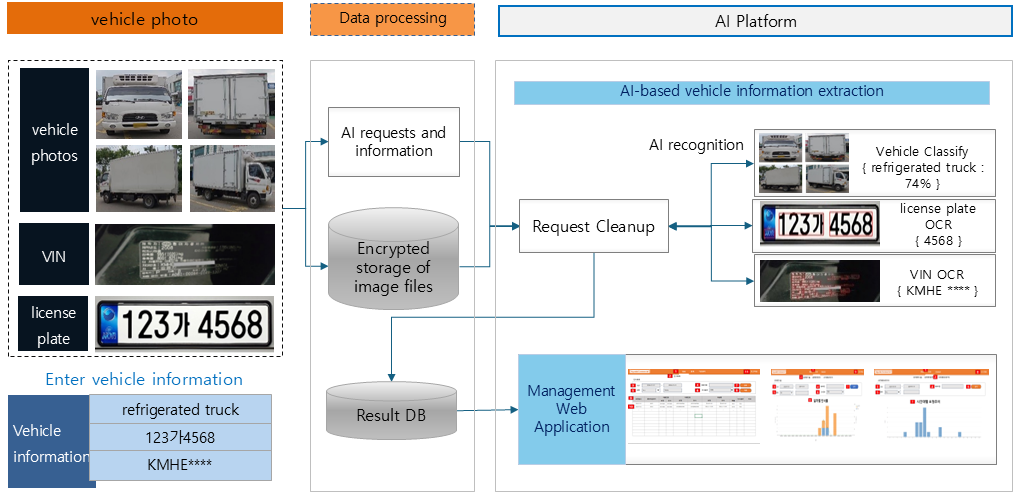 vehicle photo
Data processing
AI Platform
vehicle
photos
VIN
license
plate
123가 4568
Enter vehicle information
Vehicle
information
refrigerated truck
123가4568
KMHE****
AI requests and
information
Encrypted
storage of
image files
Result DB
AI-based vehicle information extraction
Request Cleanup
AI recognition
Vehicle Classify
{ refrigerated truck :
74% }
123가 4568
license plate
OCR
{ 4568 }
VIN OCR
{ KMHE **** }
Management
Web
Application